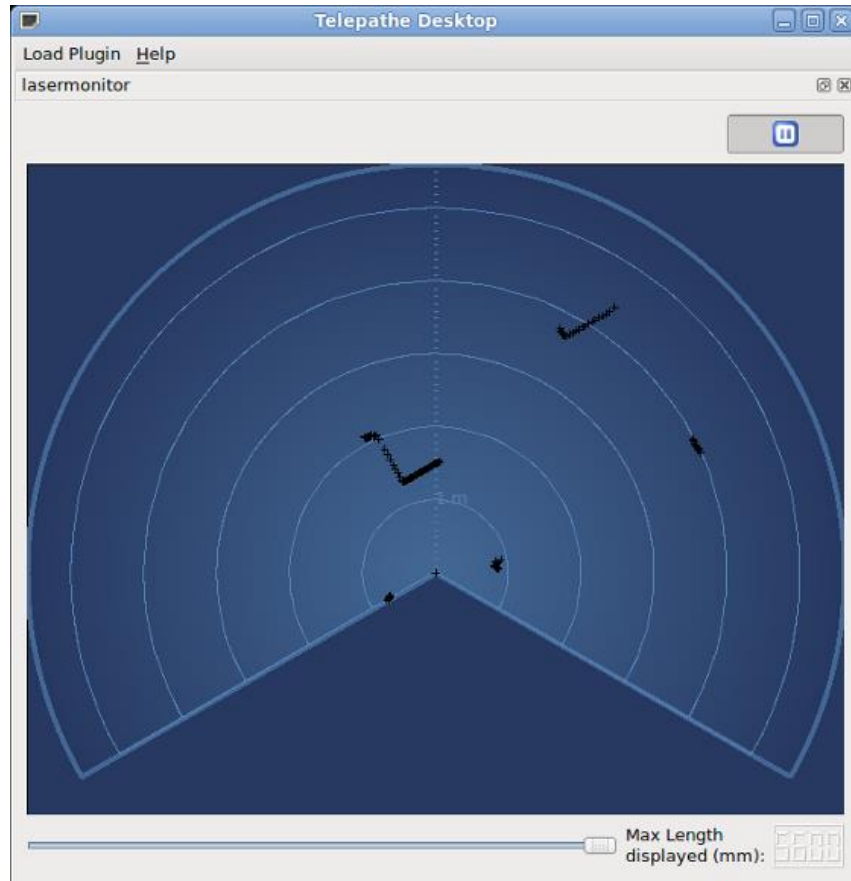 Telepathe Desktop
Load Plugin Help
lasermonitor
1 m
Max Length
displayed (mm):